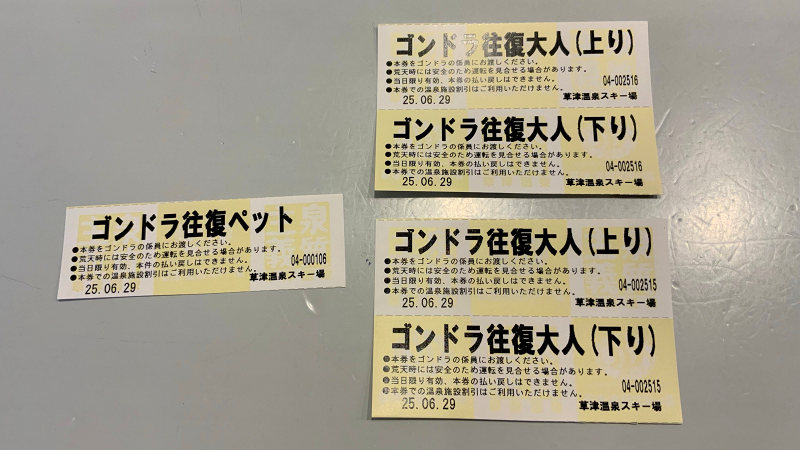 ゴンドラ往復大人(上り)
●本券をゴンドラの係員にお渡しください。
●荒天時には安全のため運転を見合せる場合があります。
●当日限り有効、本券の払い戻しはできません。
●本券での温泉施設割引はご利用いただけません。
04-002516
25.06.29
草津温泉スキー場
ゴンドラ往復大人(下り)
●本券をゴンドラの係員にお渡しください。
●荒天時には安全のため運転を見合せる場合があります。
●当日限り有効、本券の払い戻しはできません。
●本券での温泉施設割引はご利用いただけません。
04-002516
25.06.29
草津温泉スキー場
ゴンドラ往復ペット
●本券をゴンドラの係員にお渡しください。
●荒天時には安全のため運転を見合せる場合があります。
●当日限り有効、本件の払い戻しはできません。
●本券での温泉施設割引はご利用いただけません。
04-000106
25.06.29
草津温泉スキー場
ゴンドラ往復大人(上り)
●本券をゴンドラの係員にお渡しください。
●荒天時には安全のため運転を見合せる場合があります。
●当日限り有効、本券の払い戻しはできません。
●本券での温泉施設割引はご利用いただけません。
04-002515
25.06.29
草津温泉スキー場
ゴンドラ往復大人(下り)
●本券をゴンドラの係員にお渡しください。
●荒天時には安全のため運転を見合せる場合があります。
●当日限り有効、本券の払い戻しはできません。
●本券での温泉施設割引はご利用いただけません。
04-002515
25.06.29
草津温泉スキー場